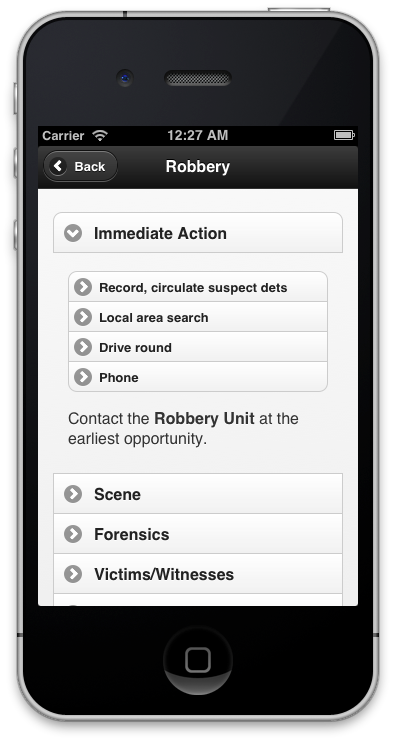 Carrier 12:27 AM
Back Robbery
Immediate Action
Record, circulate suspect dets
Local area search
Drive round
Phone
Contact the Robbery Unit at the
earliest opportunity.
Scene
Forensics
Victims/Witnesses